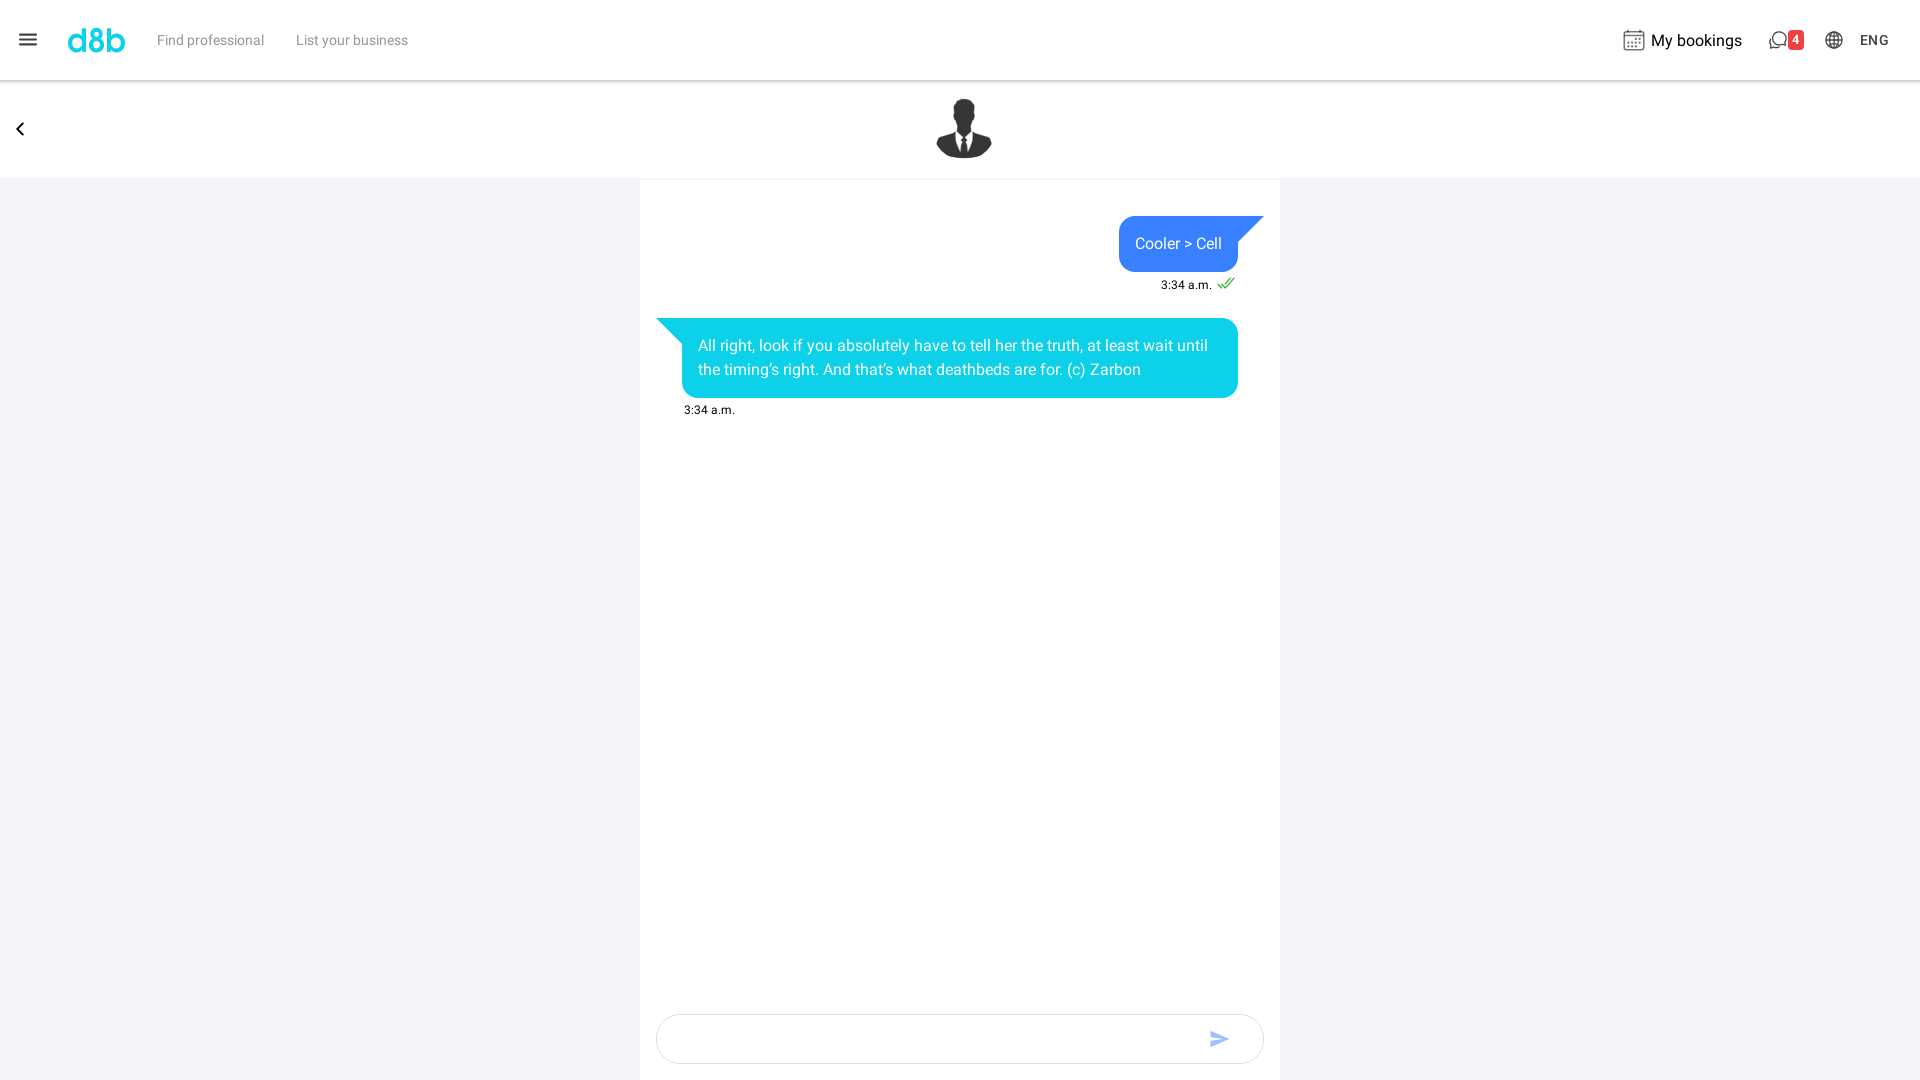 d8b
Find professional
List your business
My bookings
4
ENG
Cooler > Cell
3:34 a.m.
All right, look if you absolutely have to tell her the truth, at least wait until
the timing’s right. And that’s what deathbeds are for. (c) Zarbon
3:34 a.m.